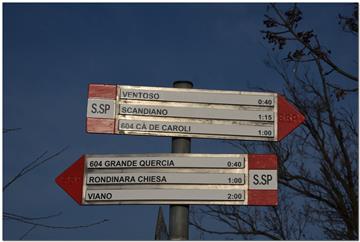 S.SP
VENTOSO 0:40
SCANDIANO 1:15
604 CÀ DE CAROLI 1:00
604 GRANDE QUERCIA 0:40
RONDINARA CHIESA 1:00
VIANO 2:00
S.SP